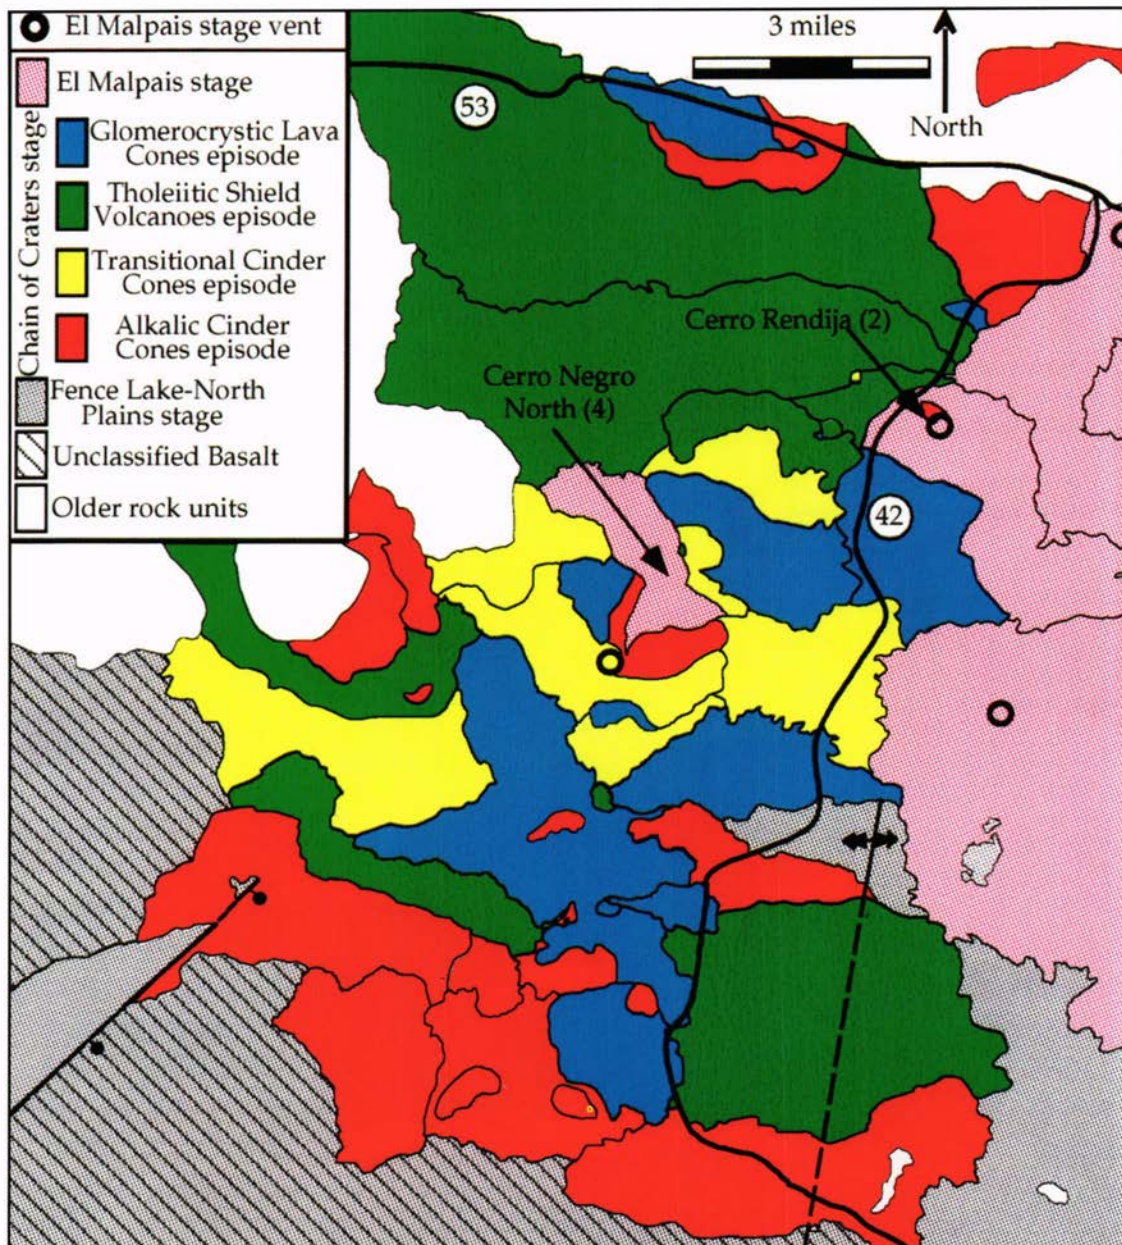 El Malpais stage vent
El Malpais stage
Chain of Craters stage
Glomerocrystic Lava
Cones episode
Tholeiitic Shield
Volcanoes episode
Transitional Cinder
Cones episode
Alkalic Cinder
Cones episode
Fence Lake-North
Plains stage
Unclassified Basalt
Older rock units
3 miles
North
53
Cerro Rendija (2)
Cerro Negro
North (4)
42